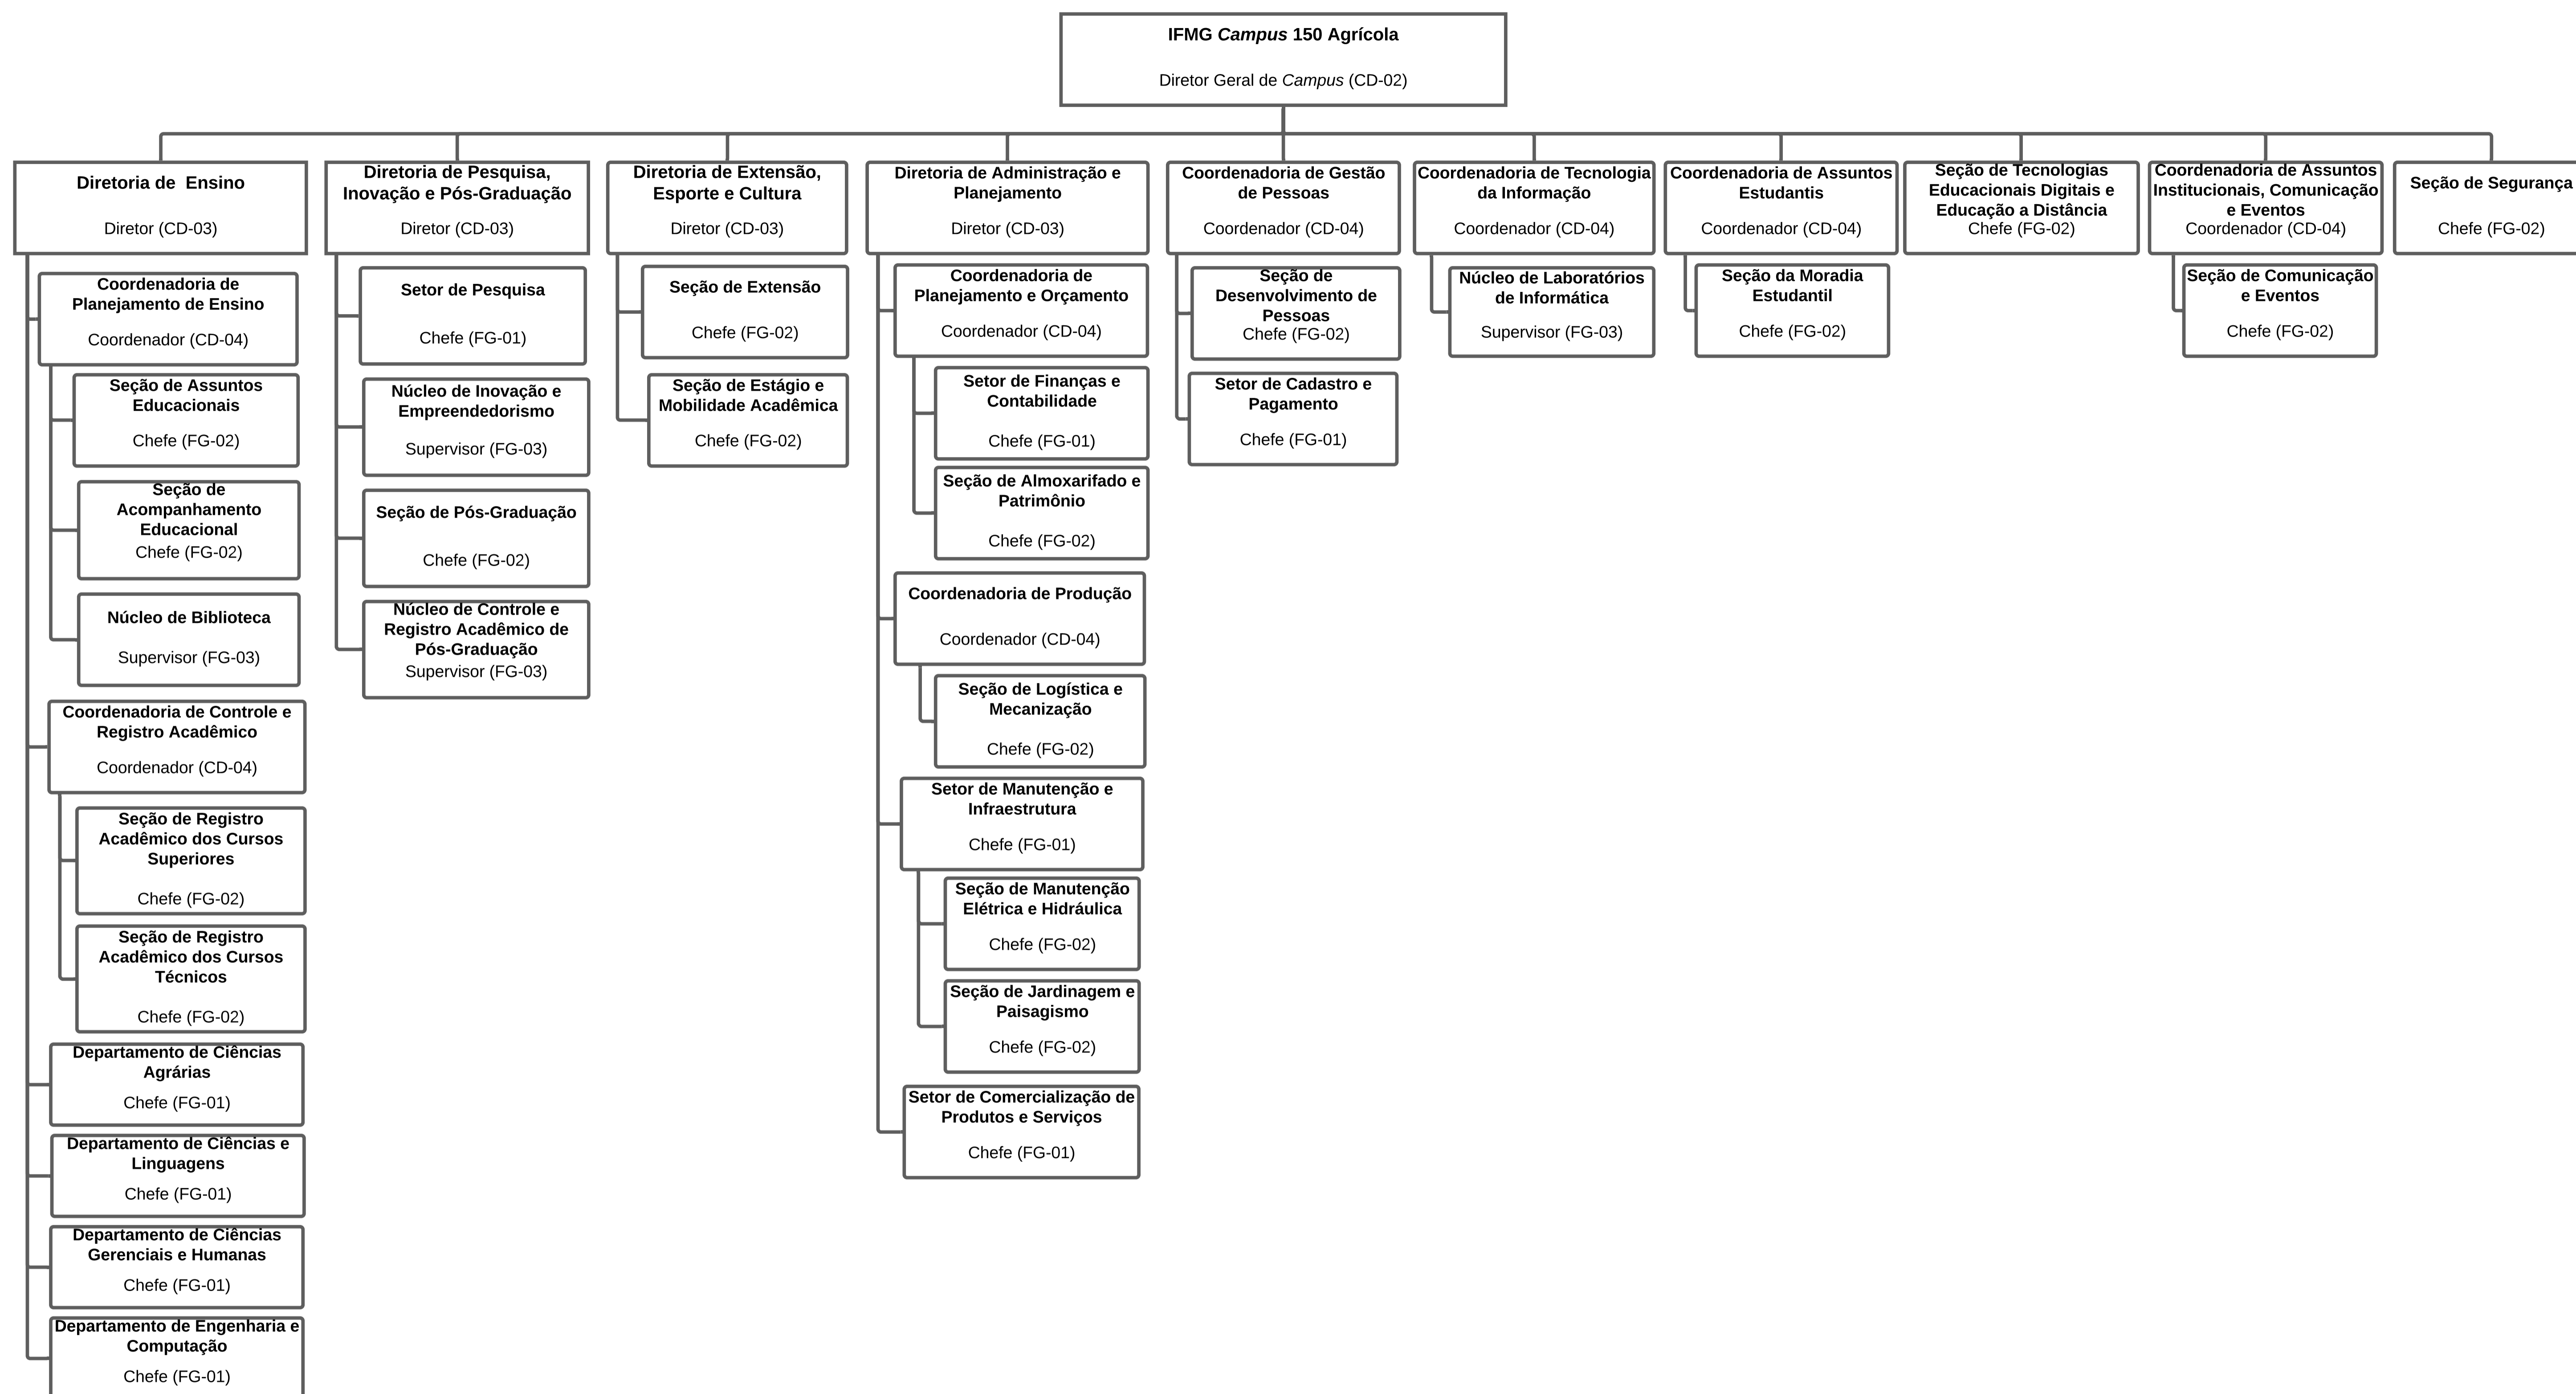 IFMG Campus 150 Agrícola
Diretor Geral de Campus (CD-02)
Diretoria de Ensino
Diretor (CD-03)
Coordenadoria de
Planejamento de Ensino
Coordenador (CD-04)
Seção de Assuntos
Educacionais
Chefe (FG-02)
Seção de
Acompanhamento
Educacional
Chefe (FG-02)
Núcleo de Biblioteca
Supervisor (FG-03)
Coordenadoria de Controle e
Registro Acadêmico
Coordenador (CD-04)
Seção de Registro
Acadêmico dos Cursos
Superiores
Chefe (FG-02)
Seção de Registro
Acadêmico dos Cursos
Técnicos
Chefe (FG-02)
Departamento de Ciências
Agrárias
Chefe (FG-01)
Departamento de Ciências e
Linguagens
Chefe (FG-01)
Departamento de Ciências
Gerenciais e Humanas
Chefe (FG-01)
Departamento de Engenharia e
Computação
Chefe (FG-01)
Diretoria de Pesquisa,
Inovação e Pós-Graduação
Diretor (CD-03)
Setor de Pesquisa
Chefe (FG-01)
Núcleo de Inovação e
Empreendedorismo
Supervisor (FG-03)
Seção de Pós-Graduação
Chefe (FG-02)
Núcleo de Controle e
Registro Acadêmico de
Pós-Graduação
Supervisor (FG-03)
Diretoria de Extensão,
Esporte e Cultura
Diretor (CD-03)
Seção de Extensão
Chefe (FG-02)
Seção de Estágio e
Mobilidade Acadêmica
Chefe (FG-02)
Diretoria de Administração e
Planejamento
Diretor (CD-03)
Coordenadoria de
Planejamento e Orçamento
Coordenador (CD-04)
Setor de Finanças e
Contabilidade
Chefe (FG-01)
Seção de Almoxarifado e
Patrimônio
Chefe (FG-02)
Coordenadoria de Produção
Coordenador (CD-04)
Seção de Logística e
Mecanização
Chefe (FG-02)
Setor de Manutenção e
Infraestrutura
Chefe (FG-01)
Seção de Manutenção
Elétrica e Hidráulica
Chefe (FG-02)
Seção de Jardinagem e
Paisagismo
Chefe (FG-02)
Setor de Comercialização de
Produtos e Serviços
Chefe (FG-01)
Coordenadoria de Gestão
de Pessoas
Coordenador (CD-04)
Seção de
Desenvolvimento de
Pessoas
Chefe (FG-02)
Setor de Cadastro e
Pagamento
Chefe (FG-01)
Coordenadoria de Tecnologia
da Informação
Coordenador (CD-04)
Núcleo de Laboratórios
de Informática
Supervisor (FG-03)
Coordenadoria de Assuntos
Estudantis
Coordenador (CD-04)
Seção da Moradia
Estudantil
Chefe (FG-02)
Seção de Tecnologias
Educacionais Digitais e
Educação a Distância
Chefe (FG-02)
Coordenadoria de Assuntos
Institucionais, Comunicação
e Eventos
Coordenador (CD-04)
Seção de Comunicação
e Eventos
Chefe (FG-02)
Seção de Segurança
Chefe (FG-02)